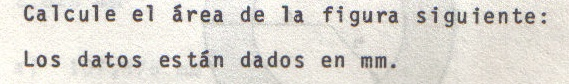 Calcule el área de la figura siguiente:
Los datos están dados en mm.